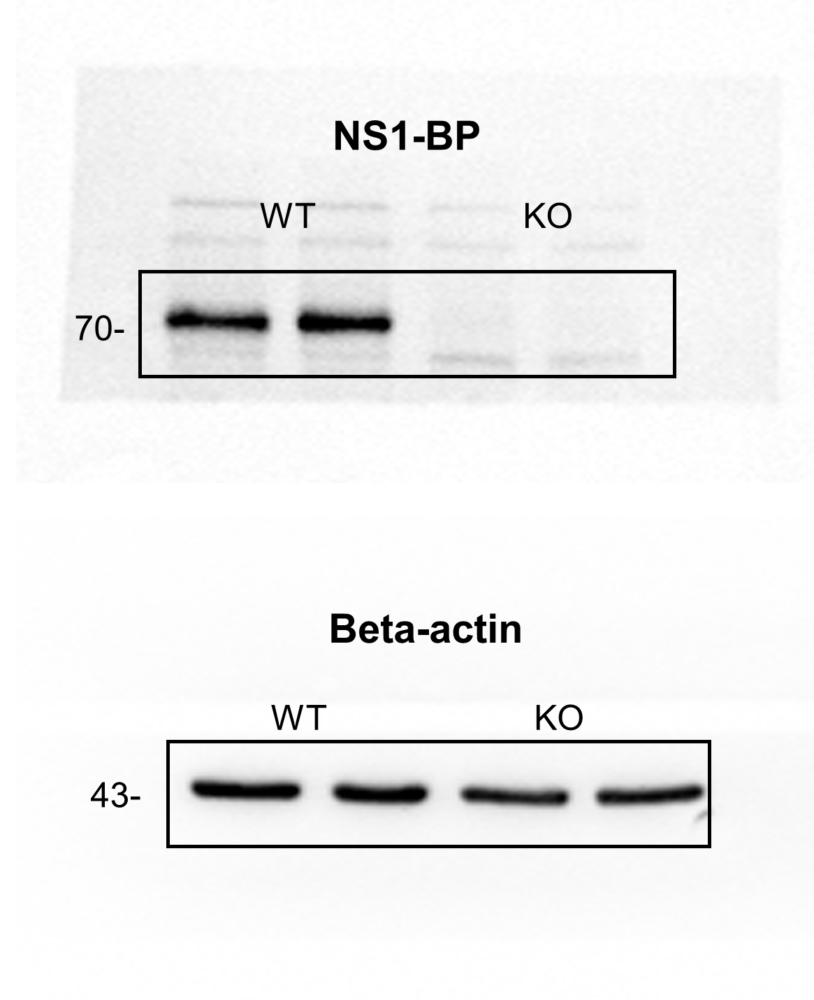 NS1-BP
WT KO
70-
Beta-actin
WT KO
43-